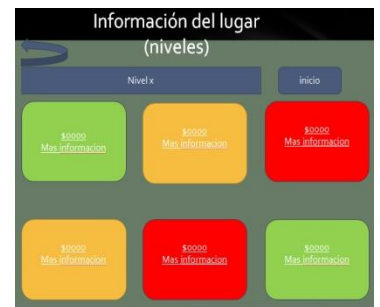 Información del lugar
(niveles)
Nivel x
inicio
$0000
Mas informacion
$0000
Mas informacion
$0000
Mas informacion
$0000
Mas informacion
$0000
Mas informacion
$0000
Mas informacion